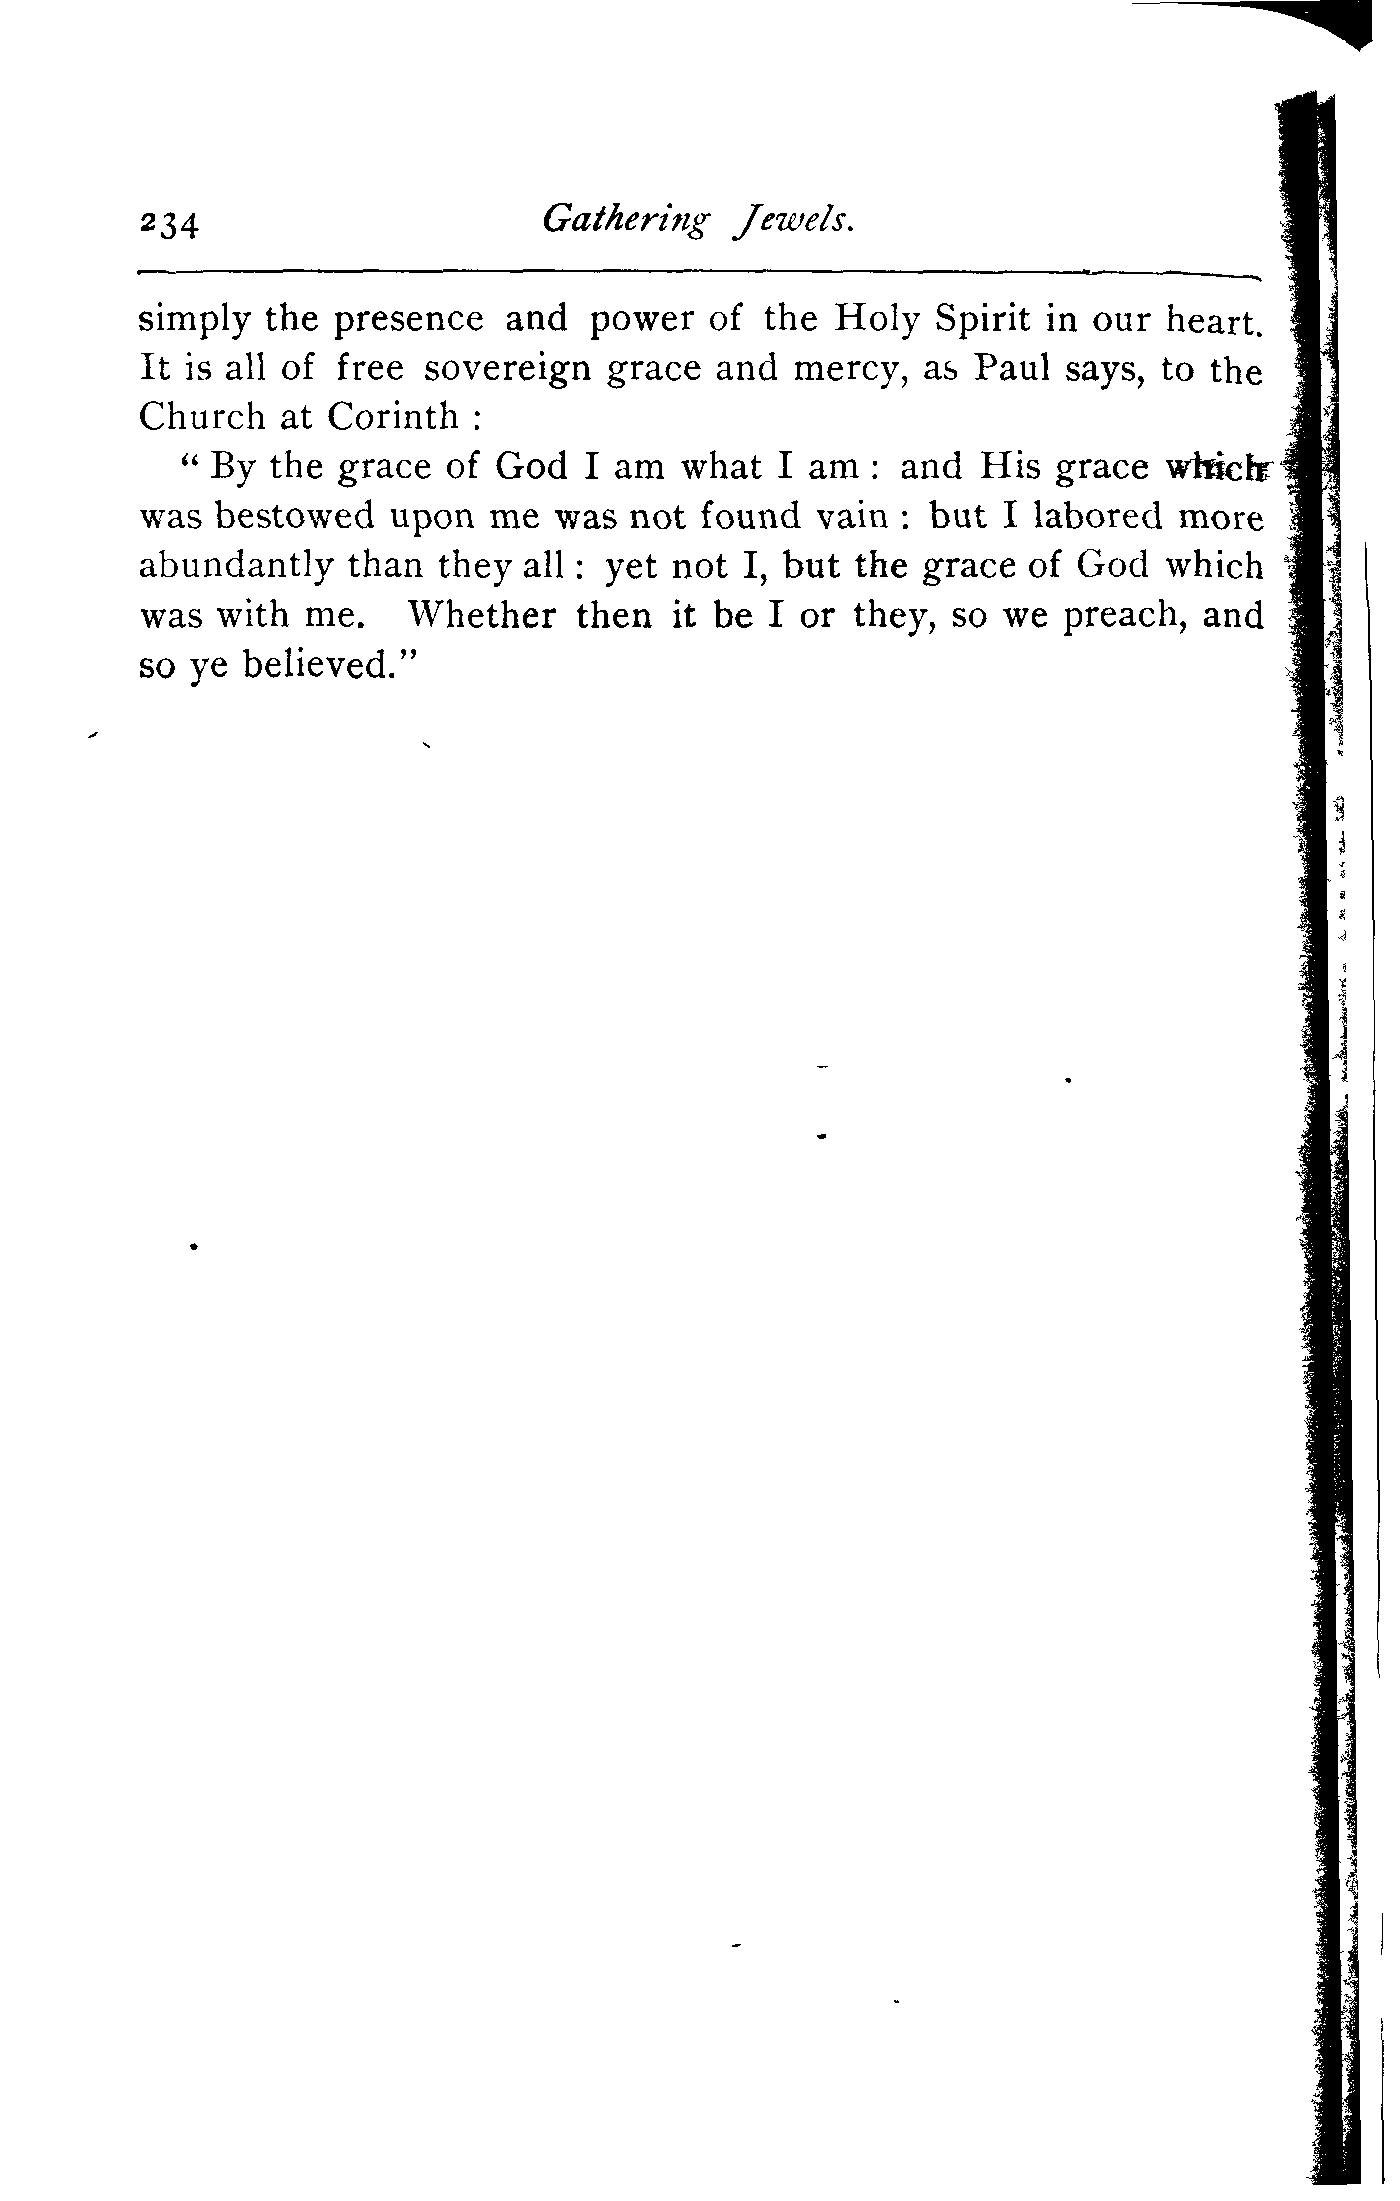 234 Gathering Jewels.
simply the presence and power of the Holy Spirit in our heart.
It is all of free sovereign grace and mercy, as Paul says, to the
Church at Corinth :
“ By the grace of God I am what I am : and His grace which
was bestowed upon me was not found vain : but I labored more
abundantly than they all : yet not I, but the grace of God which
was with me. Whether then it be I or they, so we preach, and
so ye believed.”